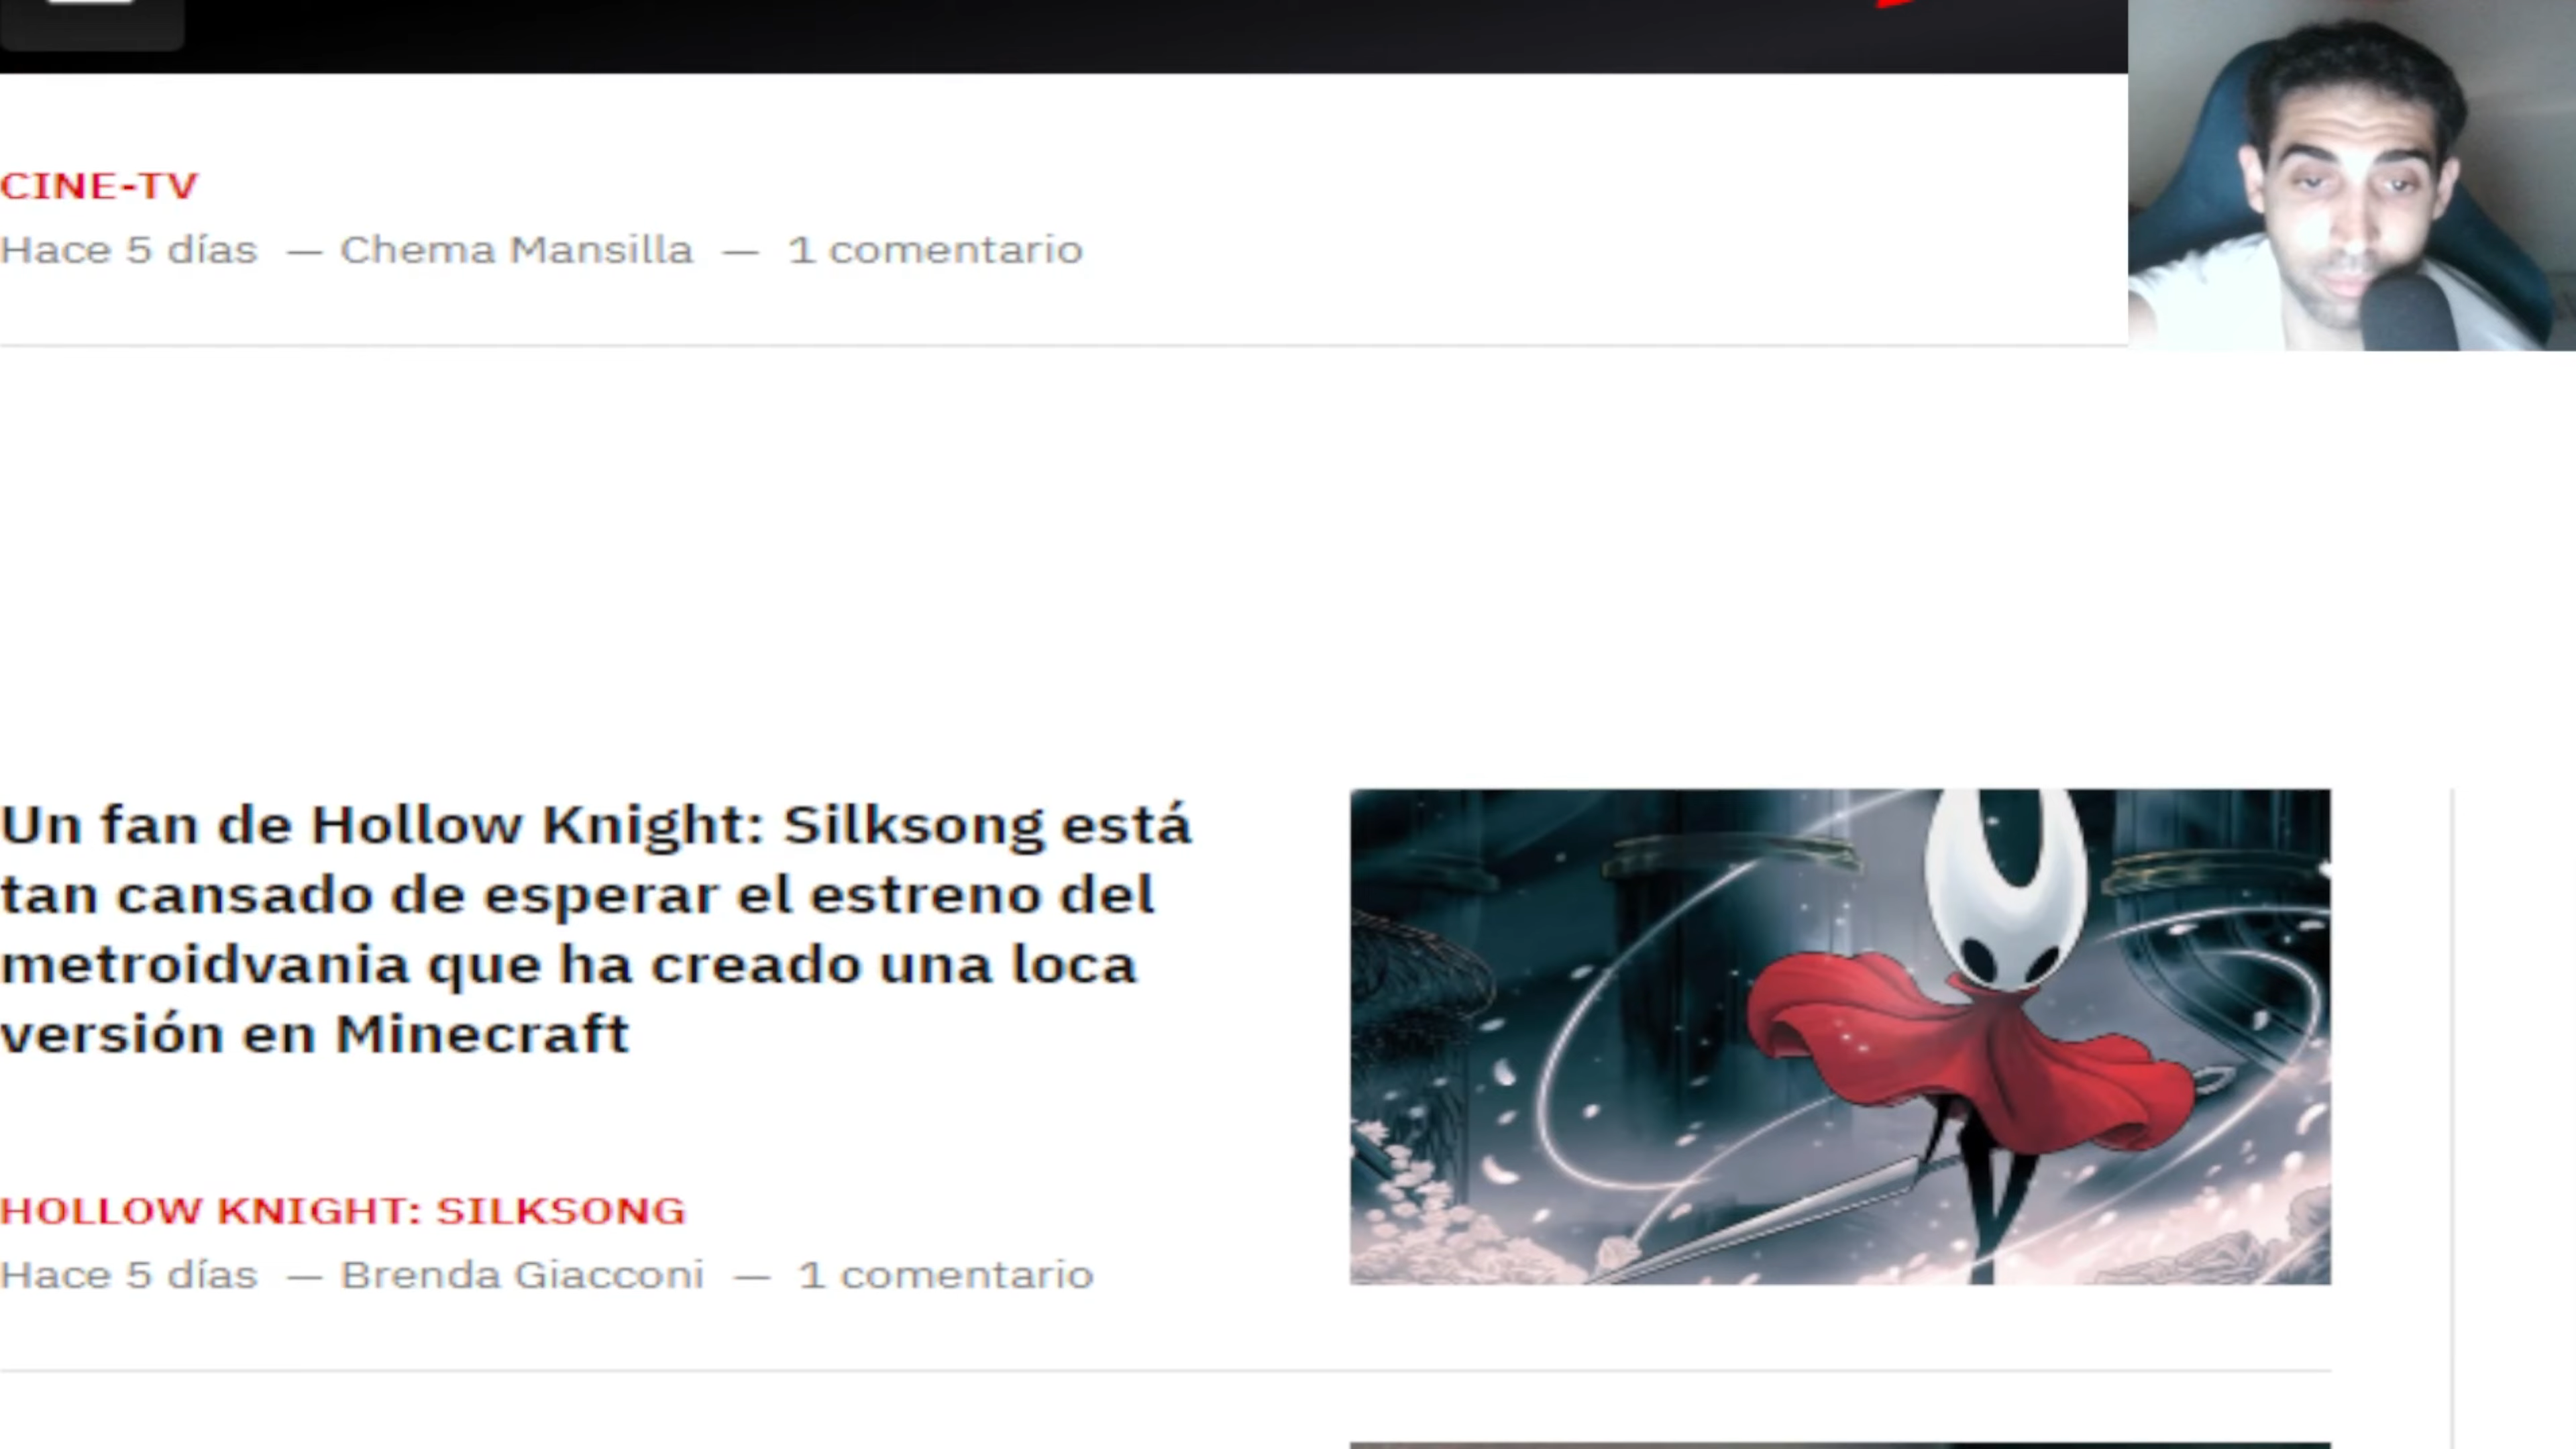 CINE-TV
Hace 5 días — Chema Mansilla — 1 comentario
Un fan de Hollow Knight: Silksong está
tan cansado de esperar el estreno del
metroidvania que ha creado una loca
versión en Minecraft
HOLLOW KNIGHT: SILKSONG
Hace 5 días — Brenda Giacconi — 1 comentario